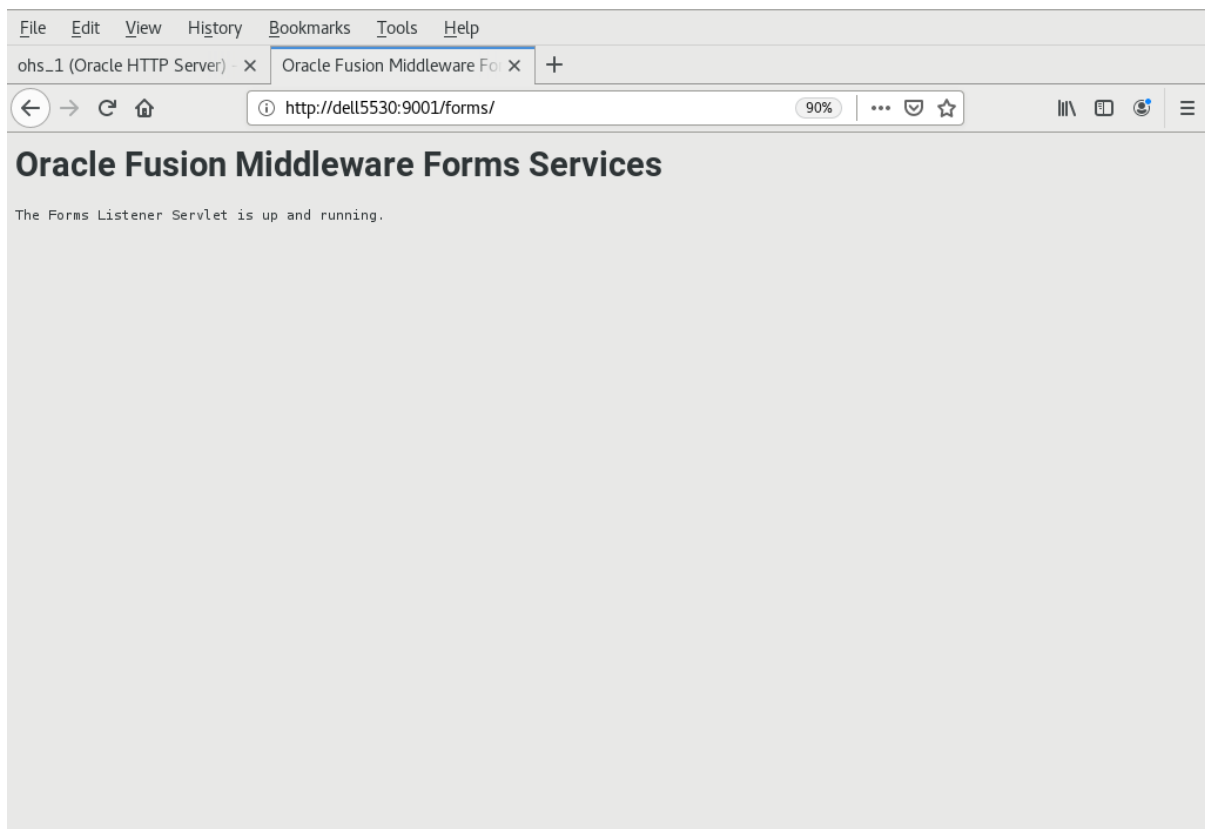 File Edit View History Bookmarks Tools Help
ohs_1 (Oracle HTTP Server) - Oracle Fusion Middleware Fo
http://dell5530:9001/forms/ 90%
Oracle Fusion Middleware Forms Services
The Forms Listener Servlet is up and running.